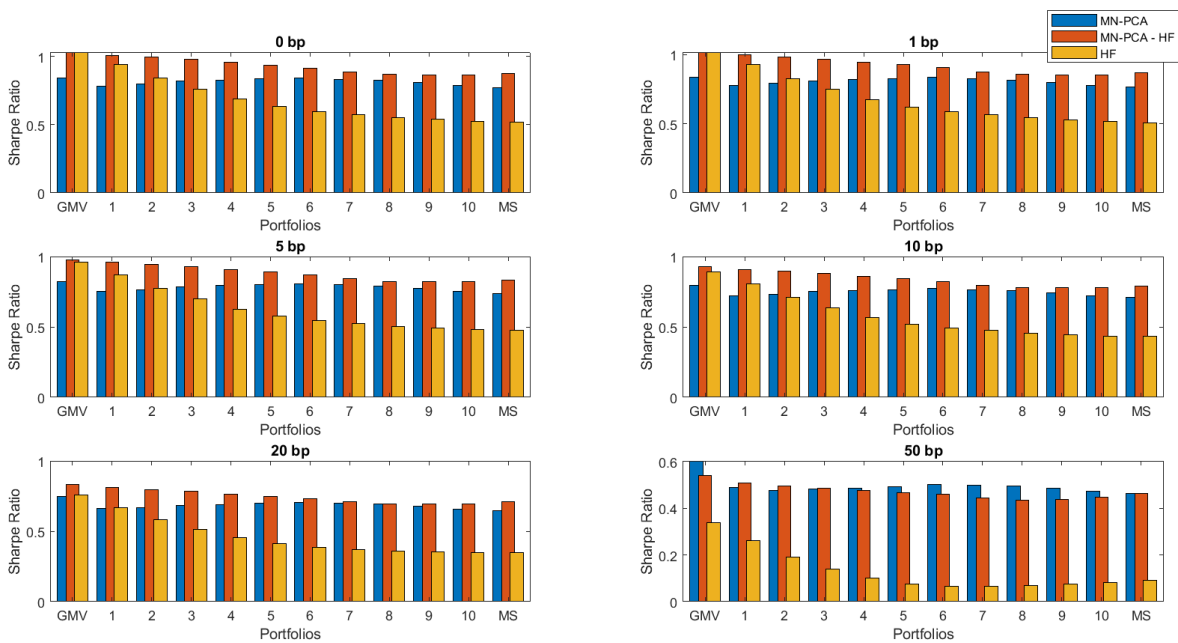 MN-PCA
MN-PCA - HF
HF
0 bp
Sharpe Ratio
1
0.5
0
GMV 1 2 3 4 5 6 7 8 9 10 MS
Portfolios
1 bp
Sharpe Ratio
1
0.5
0
GMV 1 2 3 4 5 6 7 8 9 10 MS
Portfolios
5 bp
Sharpe Ratio
1
0.5
0
GMV 1 2 3 4 5 6 7 8 9 10 MS
Portfolios
10 bp
Sharpe Ratio
1
0.5
0
GMV 1 2 3 4 5 6 7 8 9 10 MS
Portfolios
20 bp
Sharpe Ratio
1
0.5
0
GMV 1 2 3 4 5 6 7 8 9 10 MS
Portfolios
50 bp
Sharpe Ratio
0.6
0.4
0.2
0
GMV 1 2 3 4 5 6 7 8 9 10 MS
Portfolios